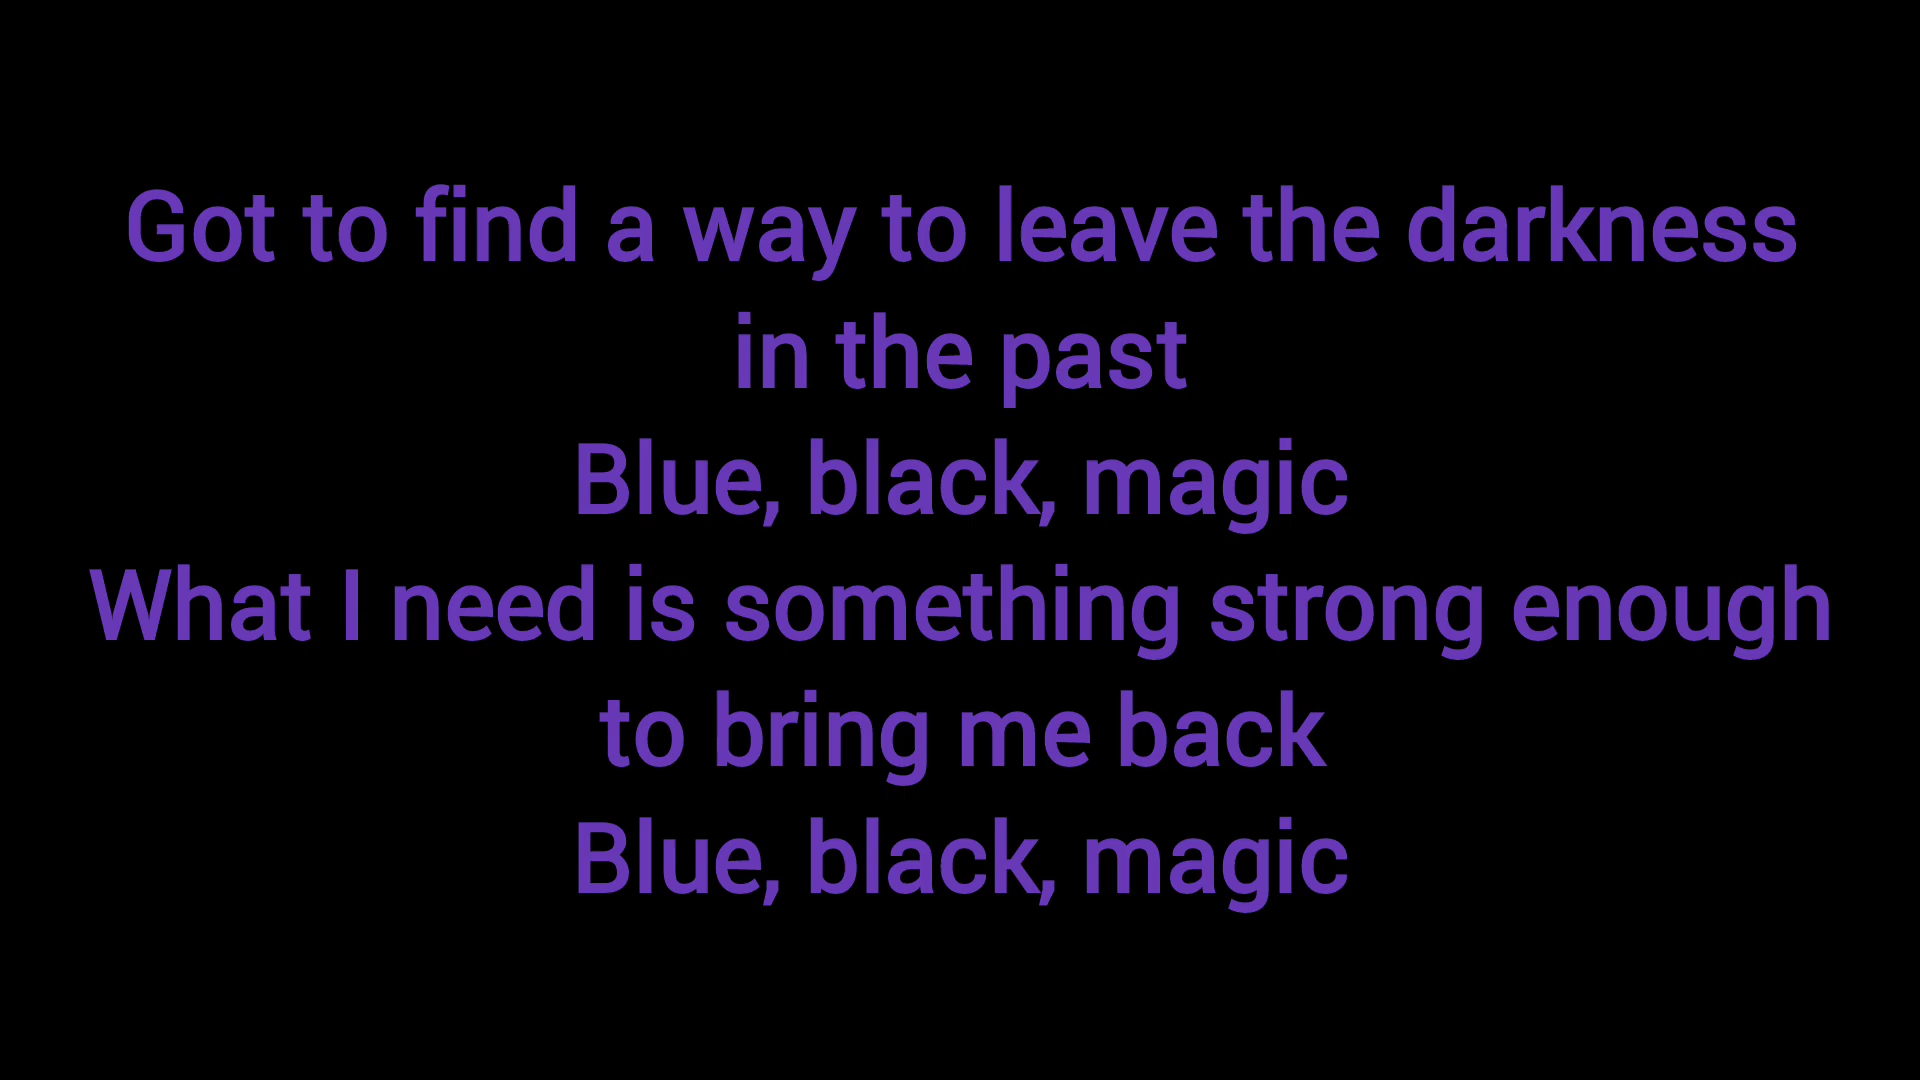 Got to find a way to leave the darkness
in the past
Blue, black, magic
What I need is something strong enough
to bring me back
Blue, black, magic